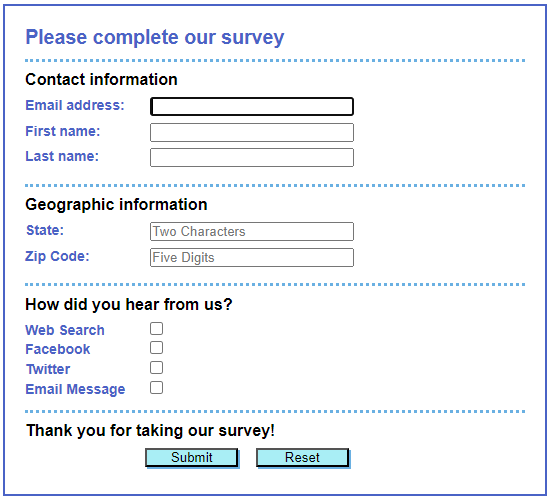 Please complete our survey
Contact information
Email address:
First name:
Last name:
Geographic information
State: Two Characters
Zip Code: Five Digits
How did you hear from us?
Web Search
Facebook
Twitter
Email Message
Thank you for taking our survey!
Submit Reset